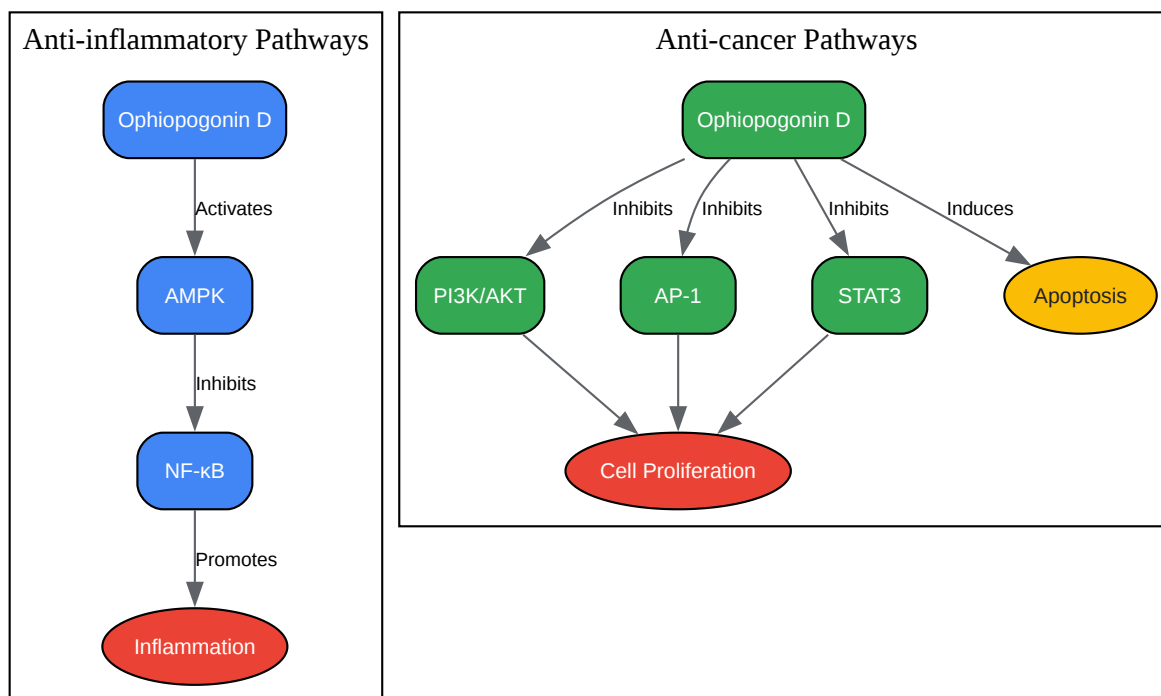 Anti-inflammatory Pathways
Ophiopogonin D
Activates
AMPK
Inhibits
NF-κB
Promotes
Inflammation
Anti-cancer Pathways
Ophiopogonin D
Inhibits
Inhibits
Inhibits
Induces
PI3K/AKT
AP-1
STAT3
Apoptosis
Cell Proliferation